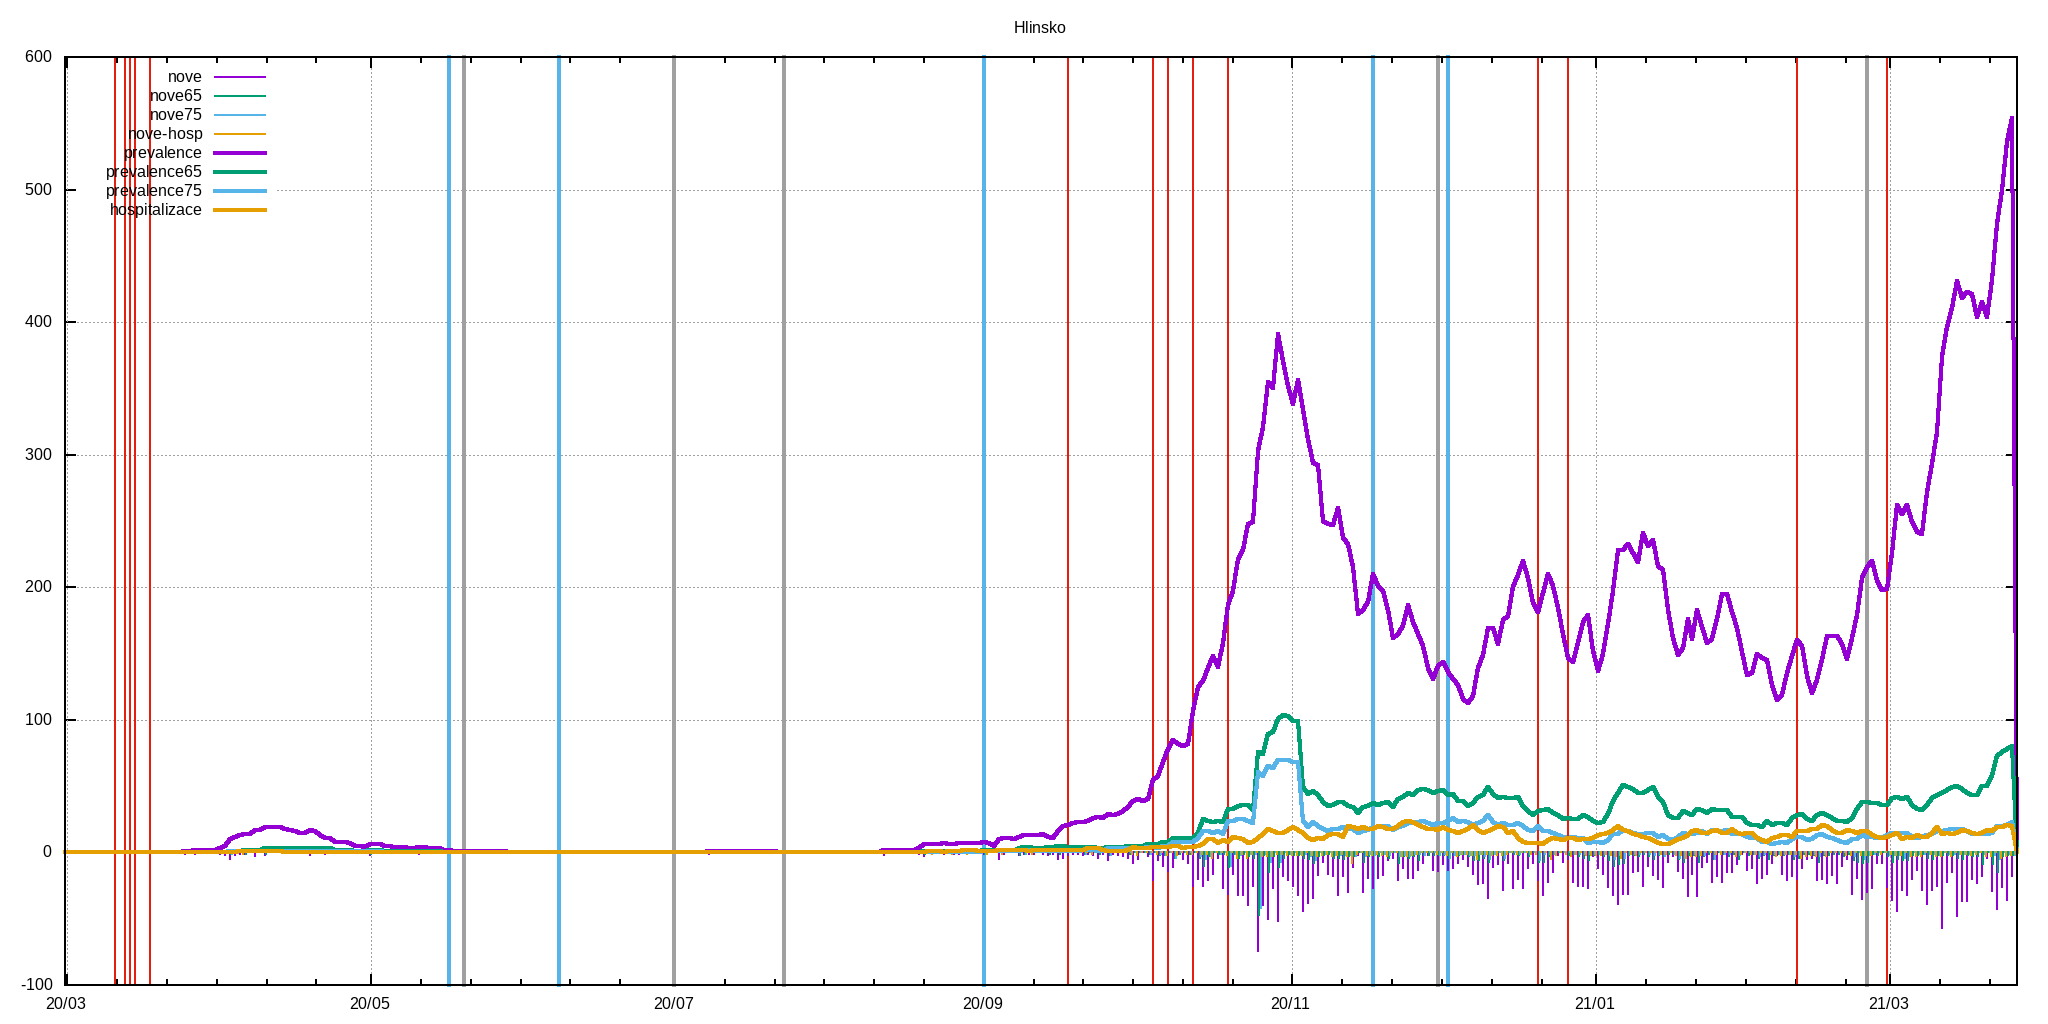 Hlinsko
600
500
400
300
200
100
0
-100
nove
nove65
nove75
nove-hosp
prevalence
prevalence65
prevalence75
hospitalizace
20/03 20/05 20/07 20/09 20/11 21/01 21/03